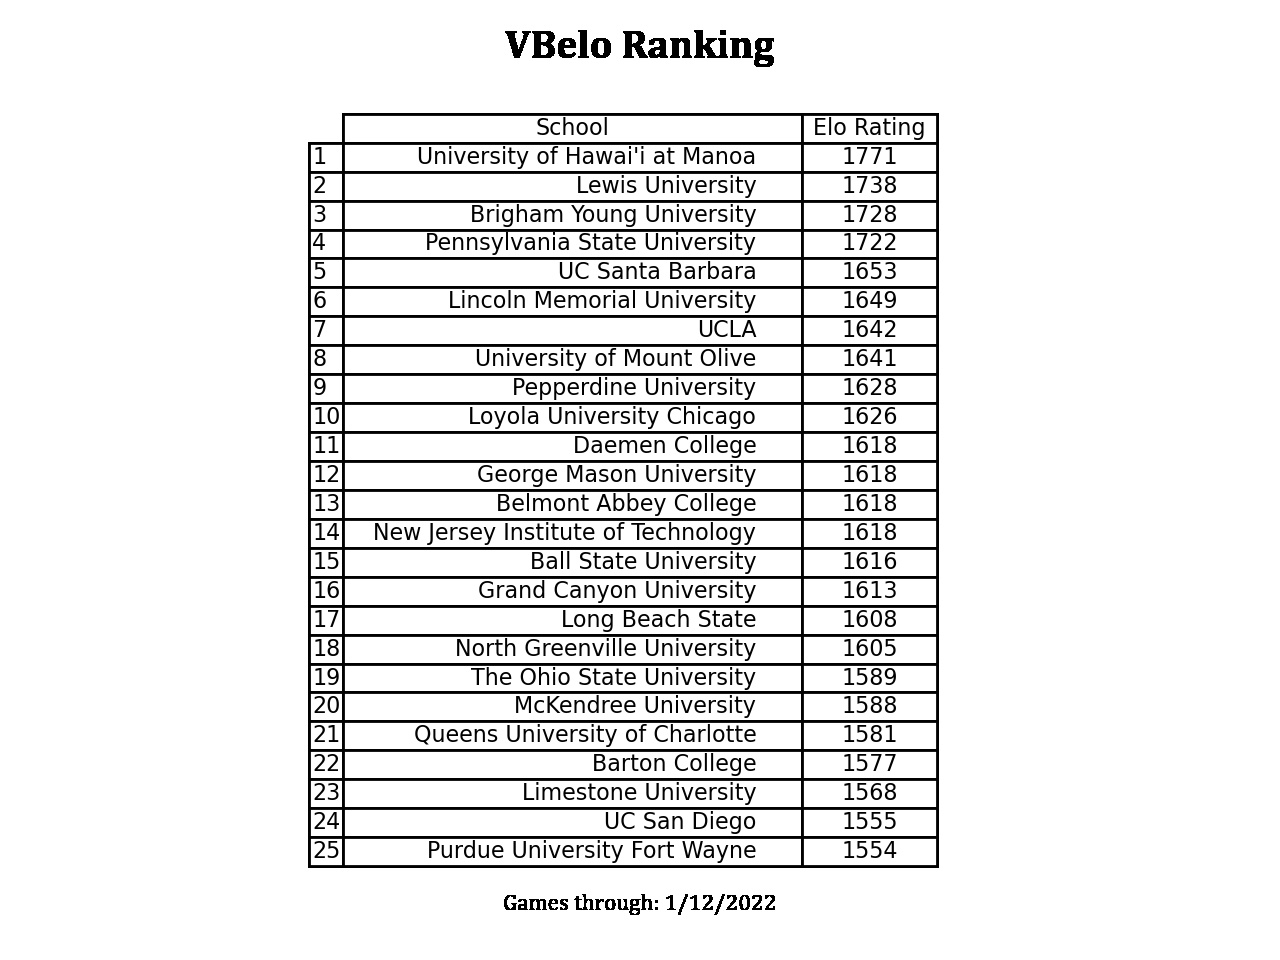 VBelo Ranking
School Elo Rating
1 University of Hawai'i at Manoa 1771
2 Lewis University 1738
3 Brigham Young University 1728
4 Pennsylvania State University 1722
5 UC Santa Barbara 1653
6 Lincoln Memorial University 1649
7 UCLA 1642
8 University of Mount Olive 1641
9 Pepperdine University 1628
10 Loyola University Chicago 1626
11 Daemen College 1618
12 George Mason University 1618
13 Belmont Abbey College 1618
14 New Jersey Institute of Technology 1618
15 Ball State University 1616
16 Grand Canyon University 1613
17 Long Beach State 1608
18 North Greenville University 1605
19 The Ohio State University 1589
20 McKendree University 1588
21 Queens University of Charlotte 1581
22 Barton College 1577
23 Limestone University 1568
24 UC San Diego 1555
25 Purdue University Fort Wayne 1554
Games through: 1/12/2022